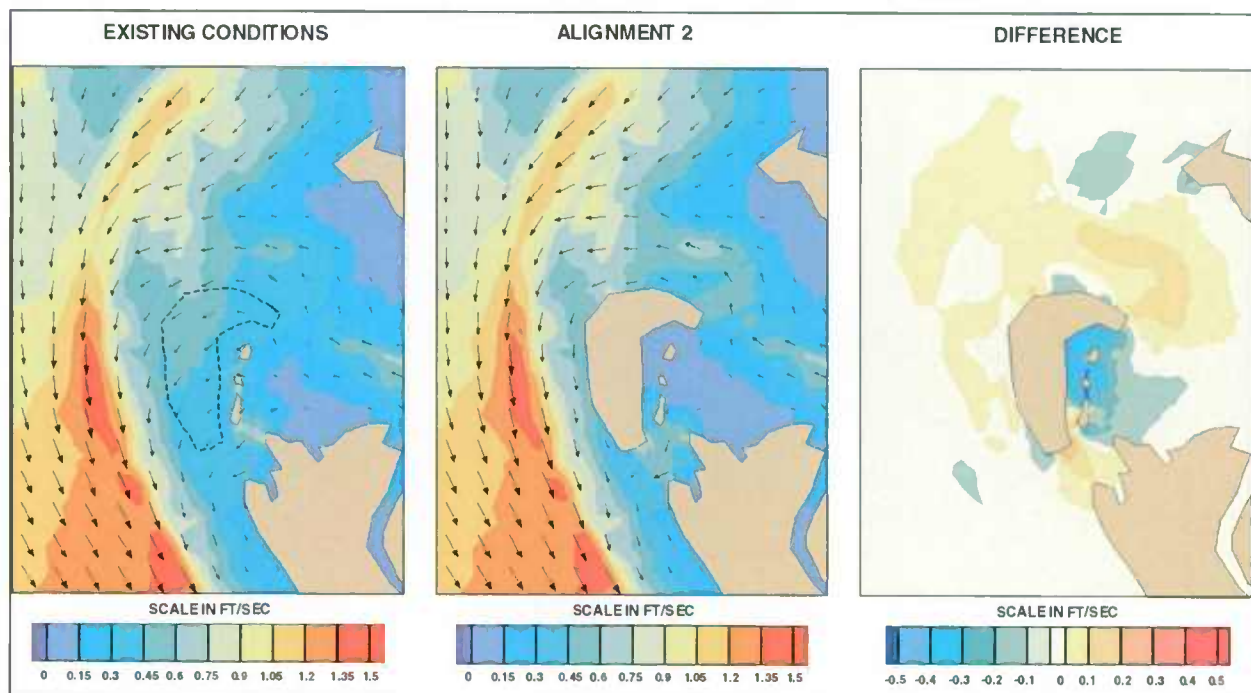 EXISTING CONDITIONS
ALIGNMENT 2
DIFFERENCE
SCALE IN FT/SEC
0 0.15 0.3 0.45 0.6 0.75 0.9 1.05 1.2 1.35 1.5
SCALE IN FT/SEC
0 0.15 0.3 0.45 0.6 0.75 0.9 1.05 1.2 1.35 1.5
SCALE IN FT/SEC
-0.5 -0.4 -0.3 -0.2 -0.1 0 0.1 0.2 0.3 0.4 0.5